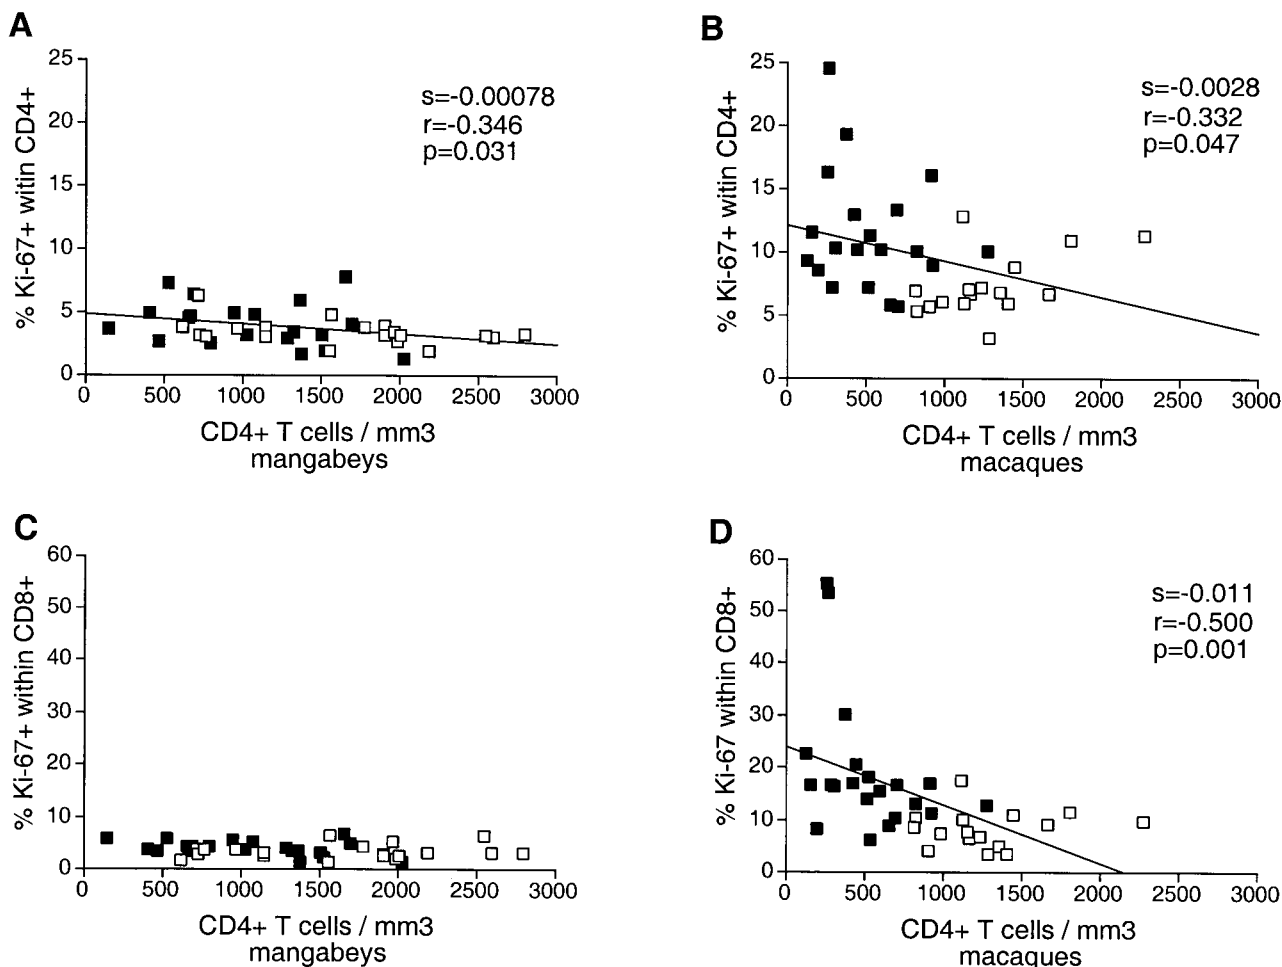 A
25
20
15
10
5
0
% Ki-67+ witin CD4+
s=-0.00078
r=-0.346
p=0.031
0 500 1000 1500 2000 2500 3000
CD4+ T cells / mm3
mangabeys
B
25
20
15
10
5
0
% Ki-67+ witin CD4+
s=-0.0028
r=-0.332
p=0.047
0 500 1000 1500 2000 2500 3000
CD4+ T cells / mm3
macaques
C
60
50
40
30
20
10
0
% Ki-67+ within CD8+
0 500 1000 1500 2000 2500 3000
CD4+ T cells / mm3
mangabeys
D
60
50
40
30
20
10
0
% Ki-67 within CD8+
s=-0.011
r=-0.500
p=0.001
0 500 1000 1500 2000 2500 3000
CD4+ T cells / mm3
macaques